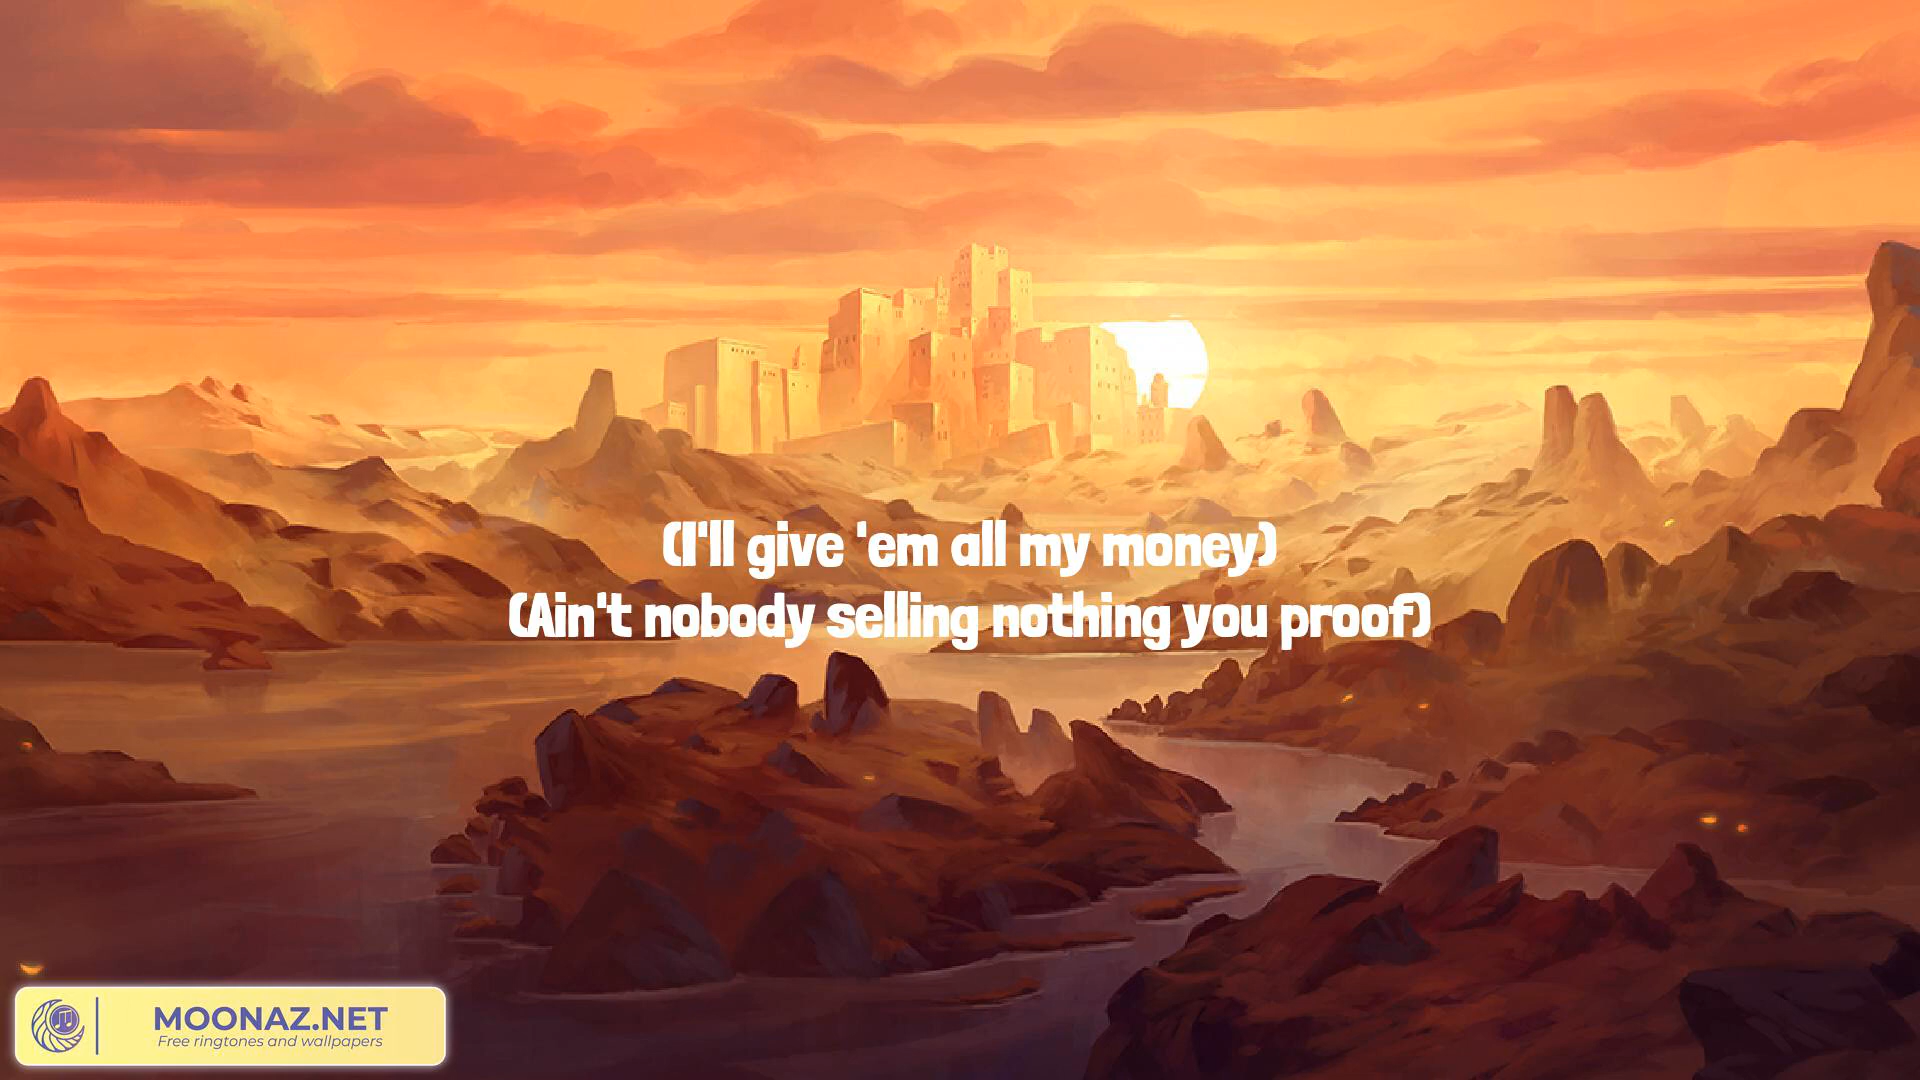 (I'll give 'em all my money)
(Ain't nobody selling nothing you proof)
MOONAZ.NET
Free ringtones and wallpapers